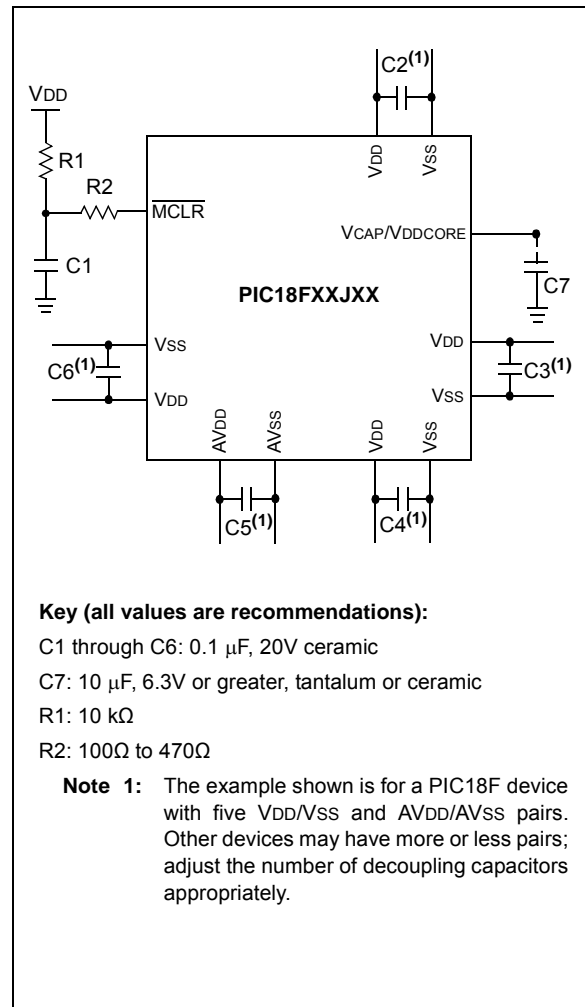 C2(1)
VDD
R1
R2
VDD
VSS
MCLR
VCAP/VDDCORE
C1
C7
PIC18FXXJXX
VSS
VDD
C6(1)
C3(1)
VDD
VSS
AVDD
AVSS
VDD
VSS
C5(1)
C4(1)
Key (all values are recommendations):
C1 through C6: 0.1 μF, 20V ceramic
C7: 10 μF, 6.3V or greater, tantalum or ceramic
R1: 10 kΩ
R2: 100Ω to 470Ω
Note 1: The example shown is for a PIC18F device
with five VDD/VSS and AVDD/AVSS pairs.
Other devices may have more or less pairs;
adjust the number of decoupling capacitors
appropriately.